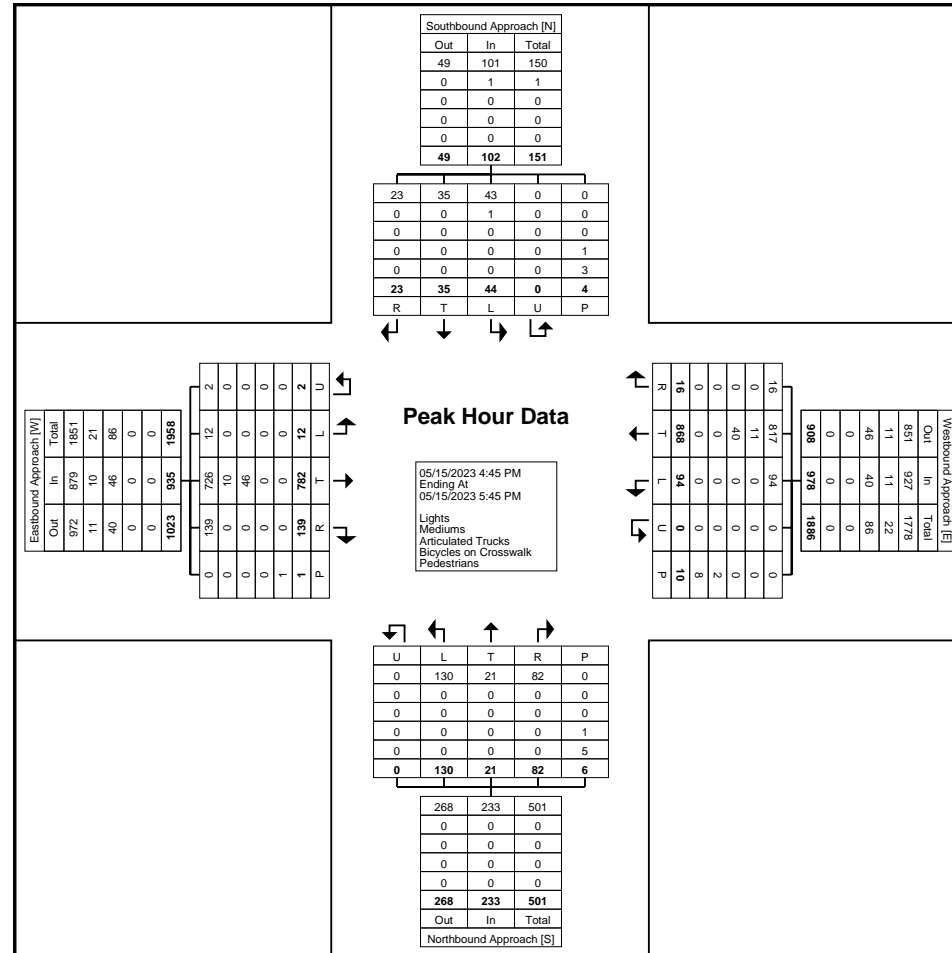 Southbound Approach [N]
Out In Total
49 101 150
0 1 1
0 0 0
0 0 0
0 0 0
49 102 151
23 35 43 0 0
0 0 1 0 0
0 0 0 0 0
0 0 0 0 1
0 0 0 0 3
23 35 44 0 4
R T L U P
Eastbound Approach [W]
Total In Out
1851 879 972
21 10 11
86 46 40
0 0 0
0 0 0
1958 935 1023
2 12 726 139 0
0 0 10 0 0
0 0 46 0 0
0 0 0 0 0
0 0 0 0 1
2 12 782 139 1
U L T R P
Peak Hour Data
05/15/2023 4:45 PM
Ending At
05/15/2023 5:45 PM
Lights
Mediums
Articulated Trucks
Bicycles on Crosswalk
Pedestrians
R T L U P
16 868 94 0 10
0 0 0 0 8
0 0 0 0 2
0 40 0 0 0
0 11 0 0 0
16 817 94 0 0
908 978 1886
0 0 0
0 0 0
46 40 86
11 11 22
851 927 1778
Out In Total
Westbound Approach [E]
U L T R P
0 130 21 82 0
0 0 0 0 0
0 0 0 0 0
0 0 0 0 1
0 0 0 0 5
0 130 21 82 6
268 233 501
0 0 0
0 0 0
0 0 0
0 0 0
268 233 501
Out In Total
Northbound Approach [S]